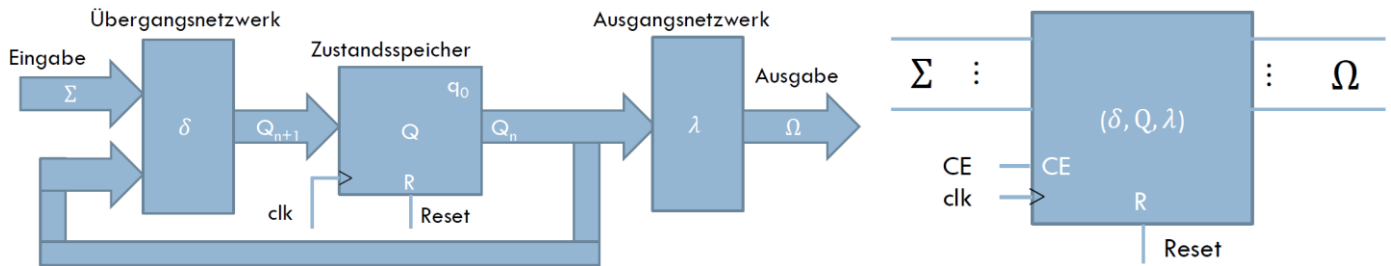 Übergangsnetzwerk
Ausgangsnetzwerk
Eingabe
Zustandsspeicher
Ausgabe
Σ
δ
Qn+1
q0
Q
Qn
λ
Ω
R
clk
Reset
Σ ⋮
⋮ Ω
(δ, Q, λ)
CE CE
clk
R
Reset